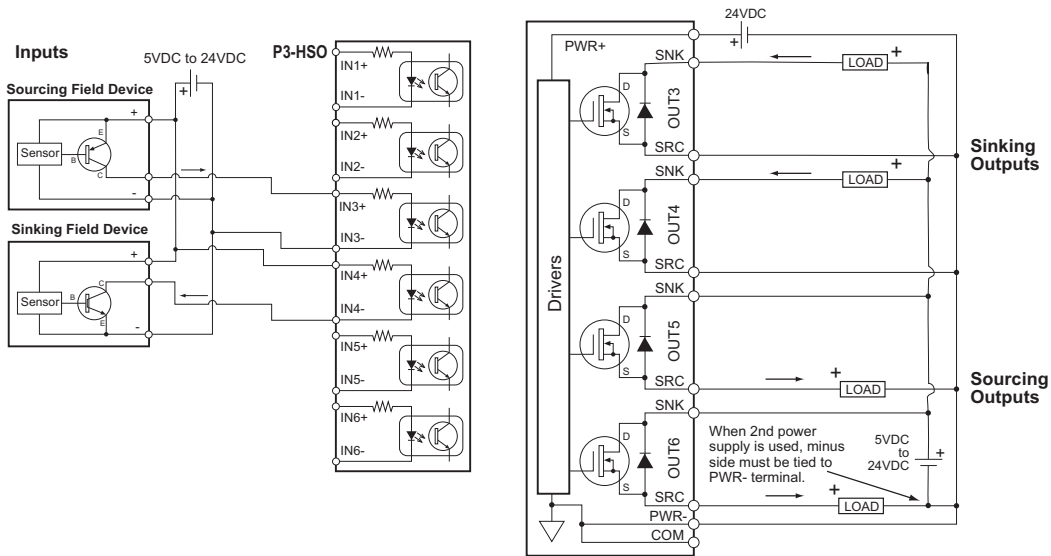 Inputs
5VDC to 24VDC
+
Sourcing Field Device
+
Sensor
E
B
C
-
Sinking Field Device
+
Sensor
C
B
E
-
P3-HSO
IN1+
IN1-
IN2+
IN2-
IN3+
IN3-
IN4+
IN4-
IN5+
IN5-
IN6+
IN6-
24VDC
+
PWR+
Drivers
SNK
D
S
OUT3
SRC
+
LOAD
SNK
D
S
OUT4
SRC
+
LOAD
Sinking
Outputs
SNK
D
S
OUT5
SRC
+
LOAD
SNK
D
S
OUT6
SRC
+
LOAD
Sourcing
Outputs
When 2nd power
supply is used, minus
side must be tied to
PWR- terminal.
5VDC
to
24VDC
+
PWR-
COM